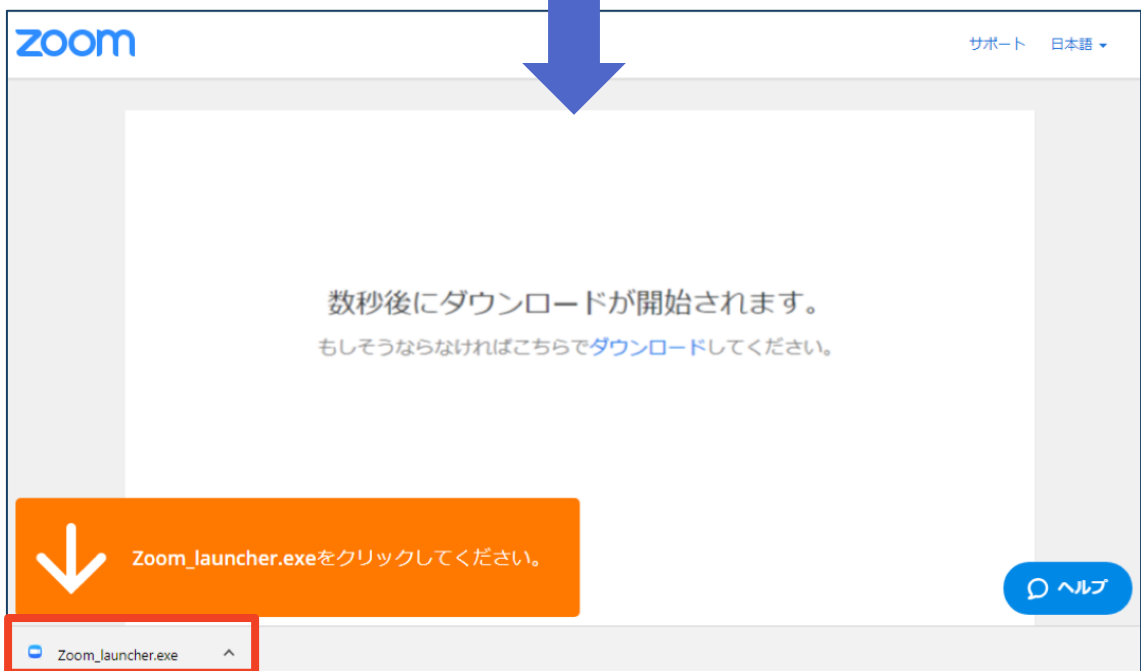 zoom
サポート 日本語
数秒後にダウンロードが開始されます。
もしそうならなければこちらでダウンロードしてください。
Zoom_launcher.exeをクリックしてください。
ヘルプ
Zoom_launcher.exe